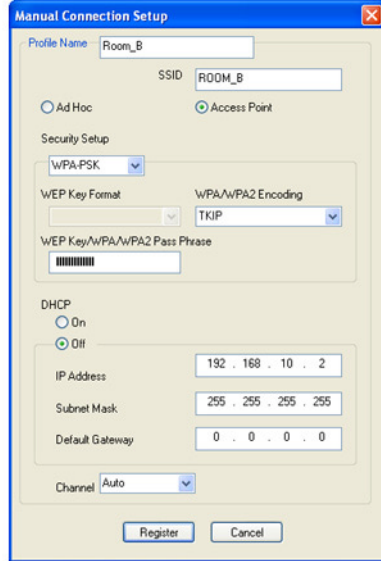 Manual Connection Setup
Profile Name Room_B
SSID ROOM_B
Ad Hoc Access Point
Security Setup
WPA-PSK
WEP Key Format WPA/WPA2 Encoding
TKIP
WEP Key/WPA/WPA2 Pass Phrase
DHCP
On
Off
IP Address 192 . 168 . 10 . 2
Subnet Mask 255 . 255 . 255 . 255
Default Gateway 0 . 0 . 0 . 0
Channel Auto
Register Cancel